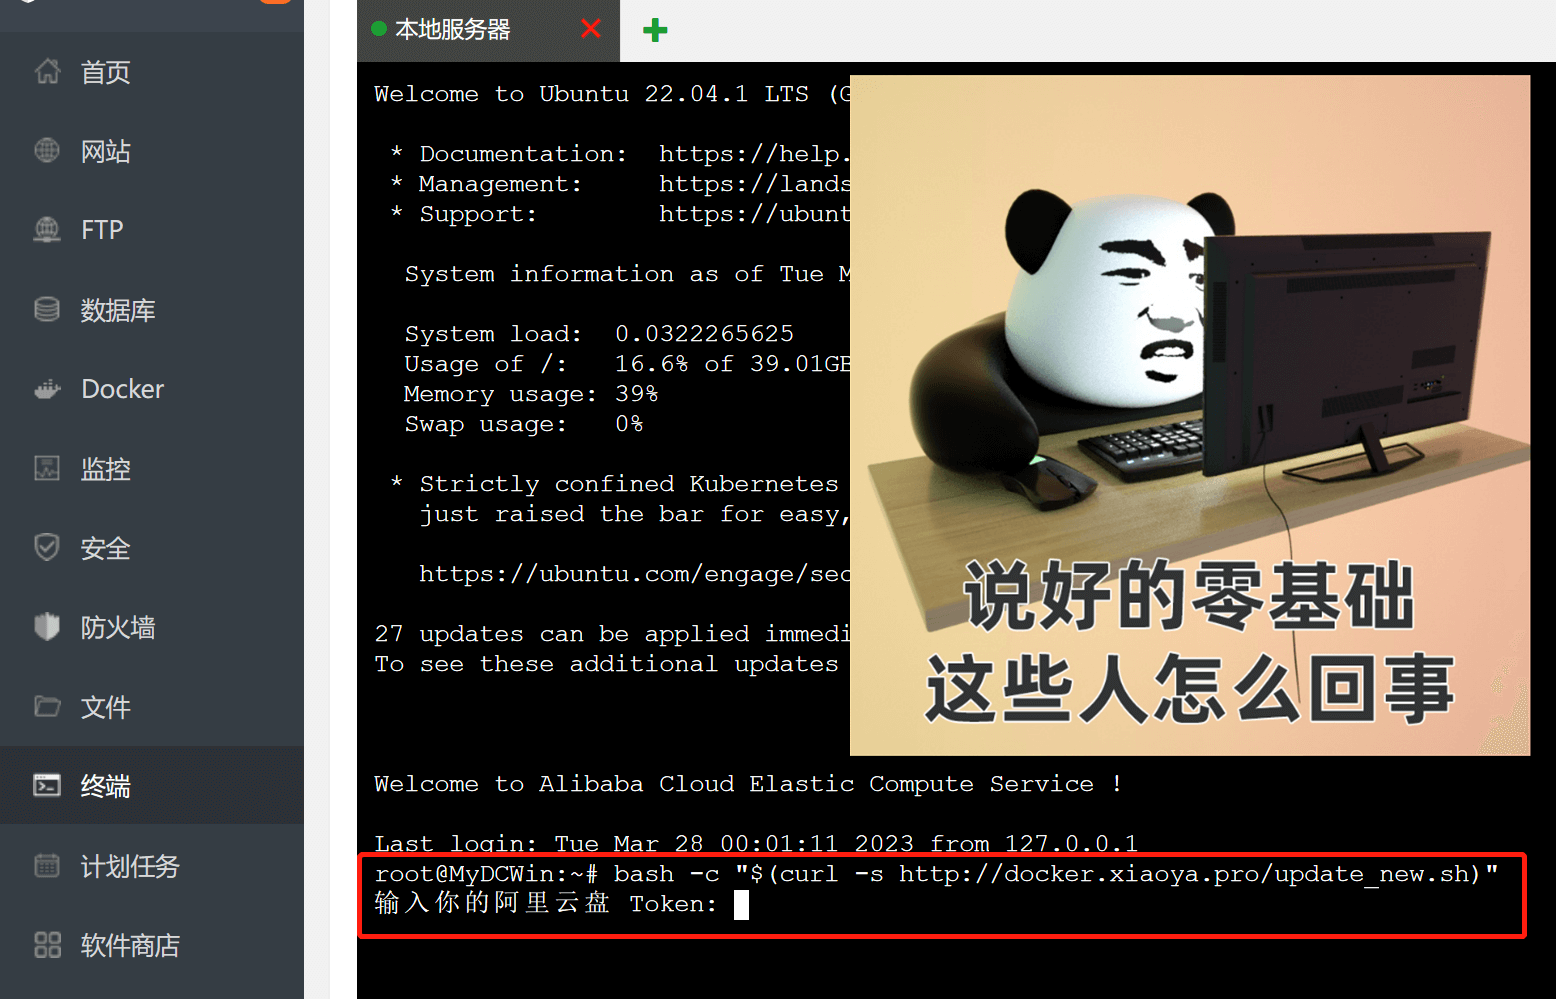 首页
网站
FTP
数据库
Docker
监控
安全
防火墙
文件
终端
计划任务
软件商店
本地服务器
Welcome to Ubuntu 22.04.1 LTS (G
* Documentation:  https://help.
* Management:     https://lands
* Support:        https://ubunt
System information as of Tue M
System load:  0.0322265625
Usage of /:   16.6% of 39.01GB
Memory usage: 39%
Swap usage:   0%
* Strictly confined Kubernetes
just raised the bar for easy,
https://ubuntu.com/engage/sec
27 updates can be applied immedi
To see these additional updates
说好的零基础
这些人怎么回事
Welcome to Alibaba Cloud Elastic Compute Service !
Last login: Tue Mar 28 00:01:11 2023 from 127.0.0.1
root@MyDCWin:~# bash -c "$(curl -s http://docker.xiaoya.pro/update_new.sh)"
输入你的阿里云盘 Token: